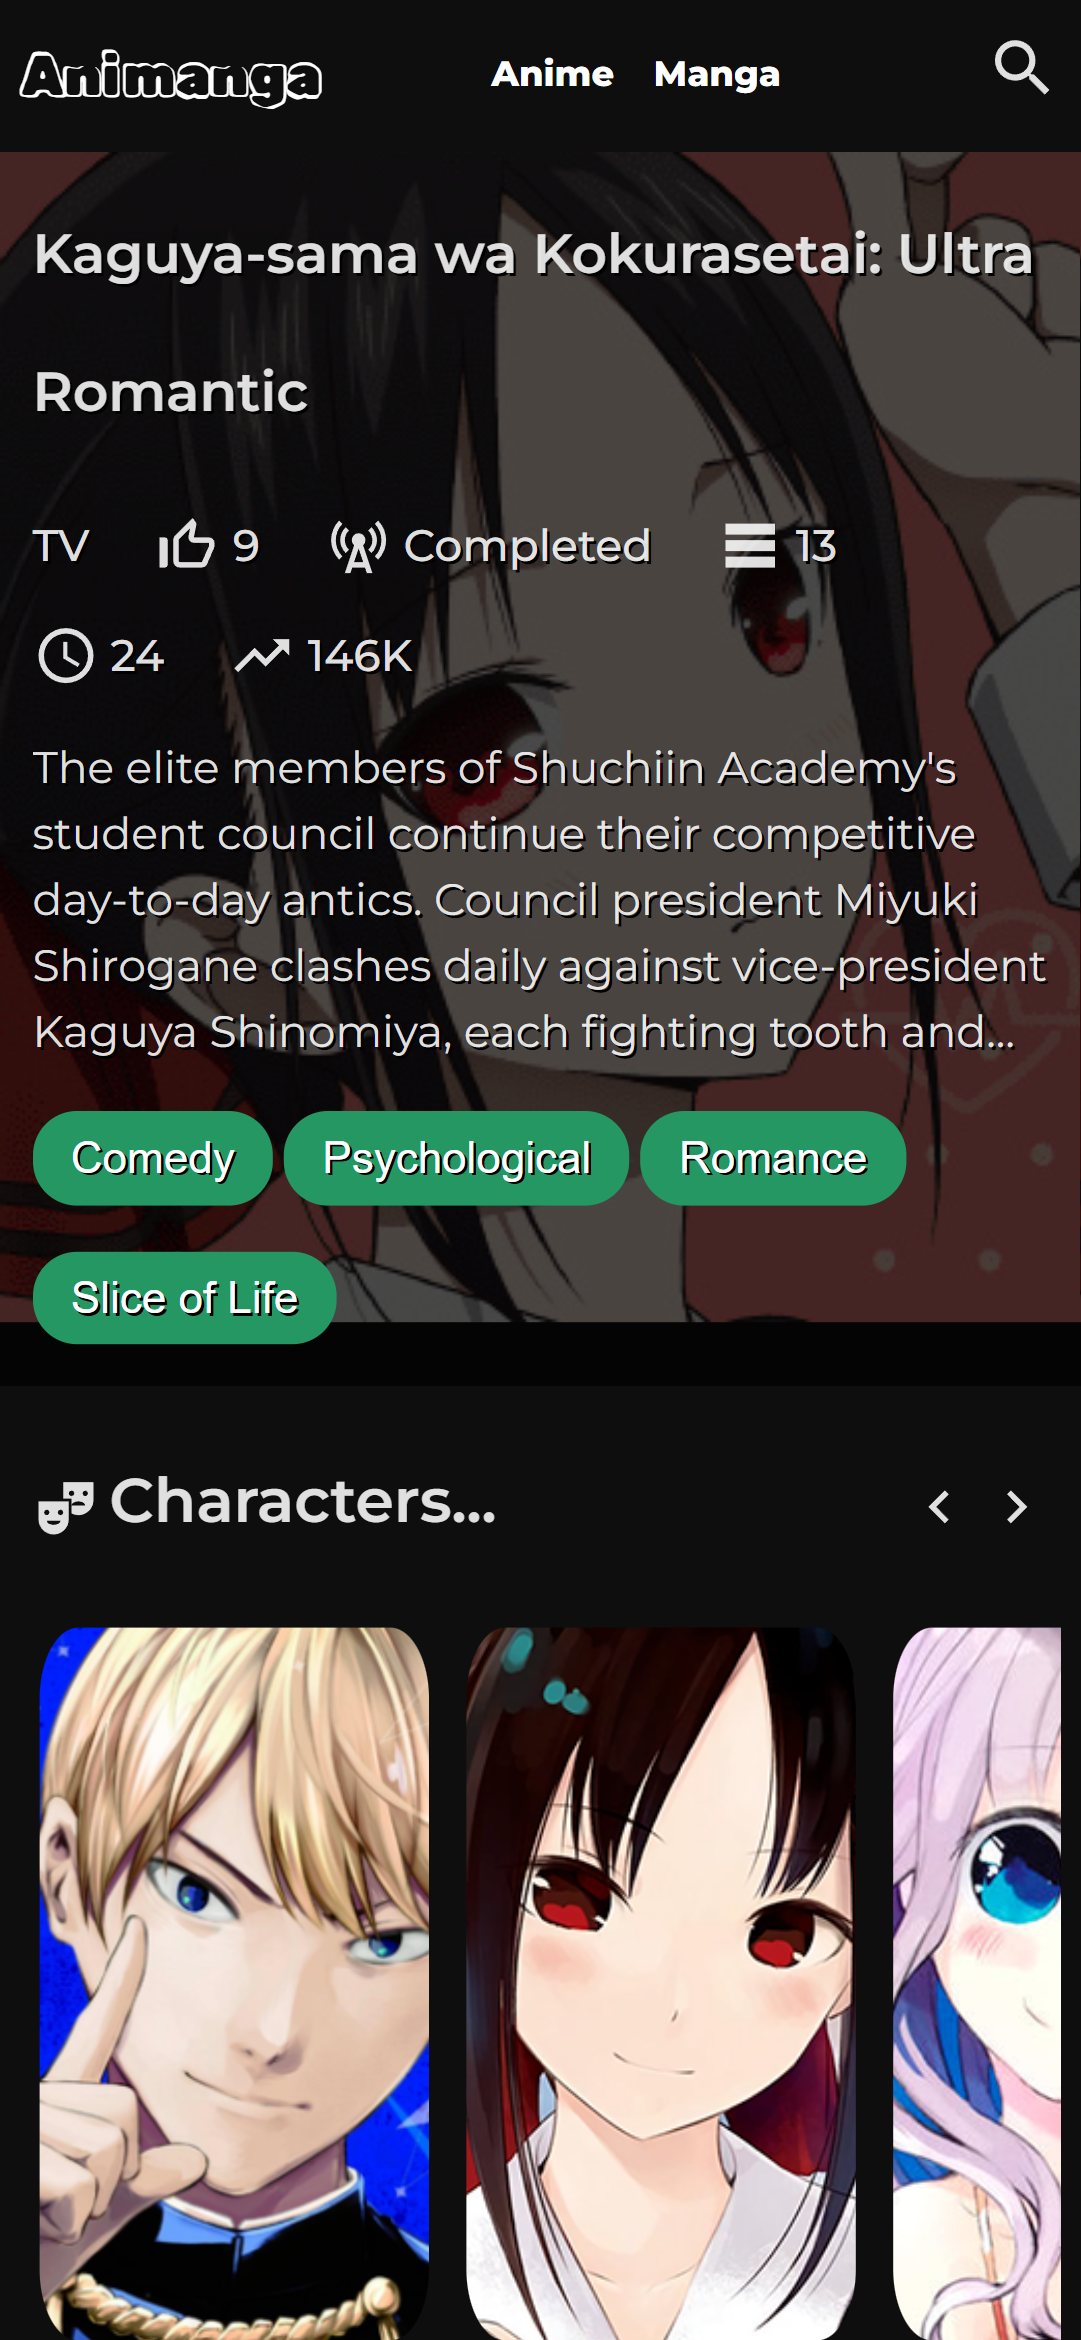 Animanga
Anime Manga
Kaguya-sama wa Kokurasetai: Ultra
Romantic
TV 9 Completed 13
24 146K
The elite members of Shuchiin Academy's
student council continue their competitive
day-to-day antics. Council president Miyuki
Shirogane clashes daily against vice-president
Kaguya Shinomiya, each fighting tooth and...
Comedy Psychological Romance
Slice of Life
Characters...